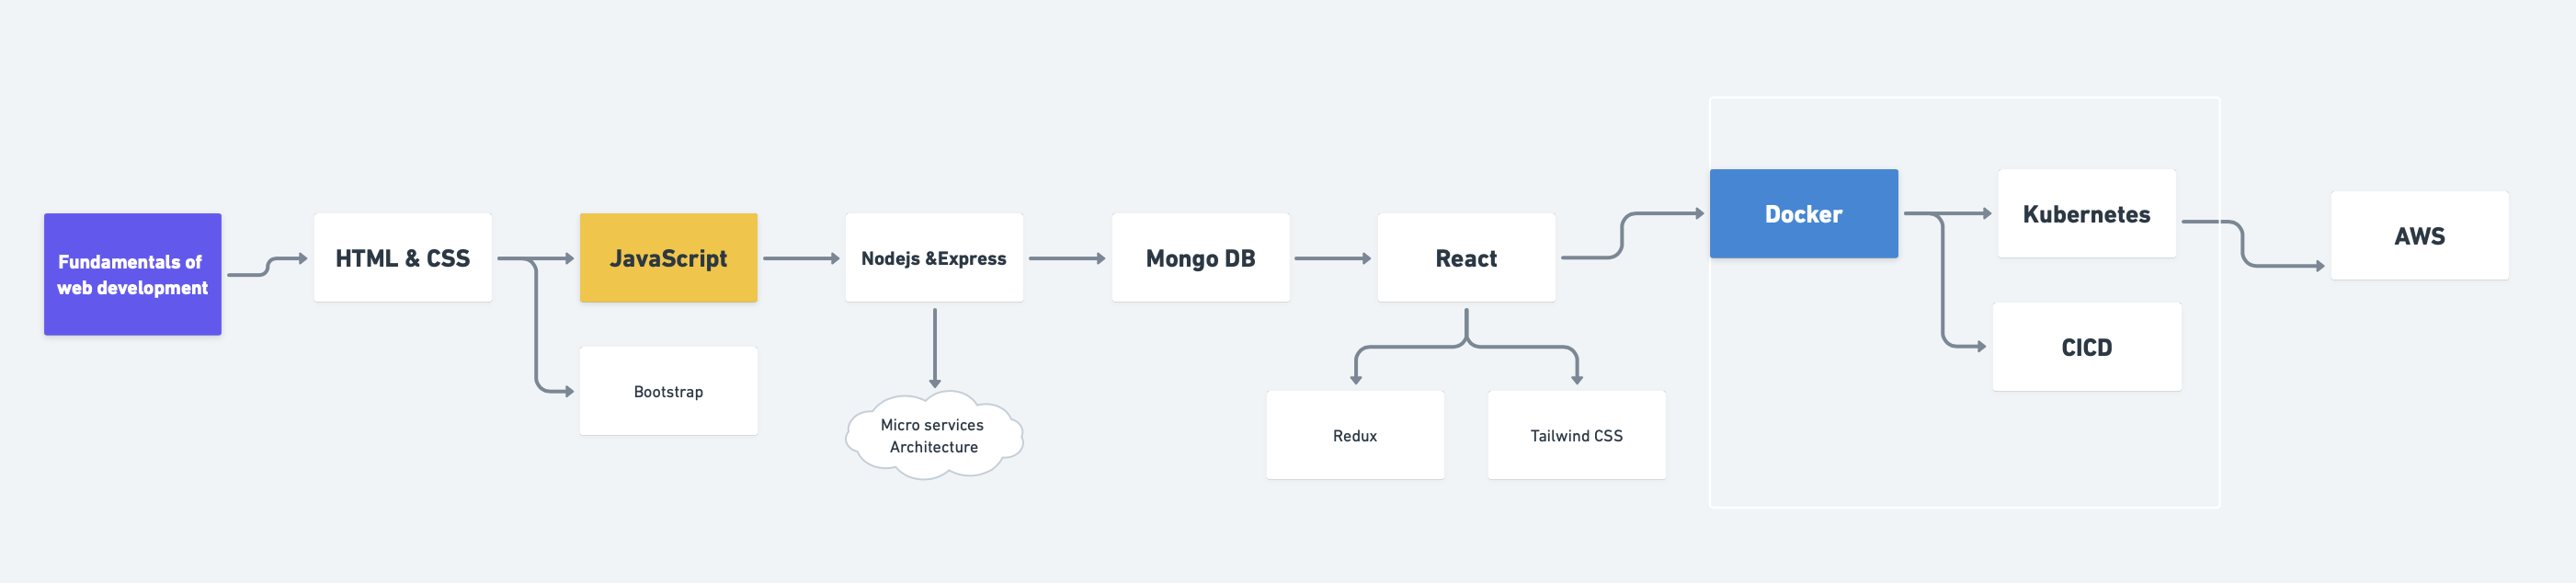 Fundamentals of
web development
HTML & CSS
JavaScript
Bootstrap
Nodejs &Express
Micro services
Architecture
Mongo DB
React
Redux
Tailwind CSS
Docker
Kubernetes
CICD
AWS